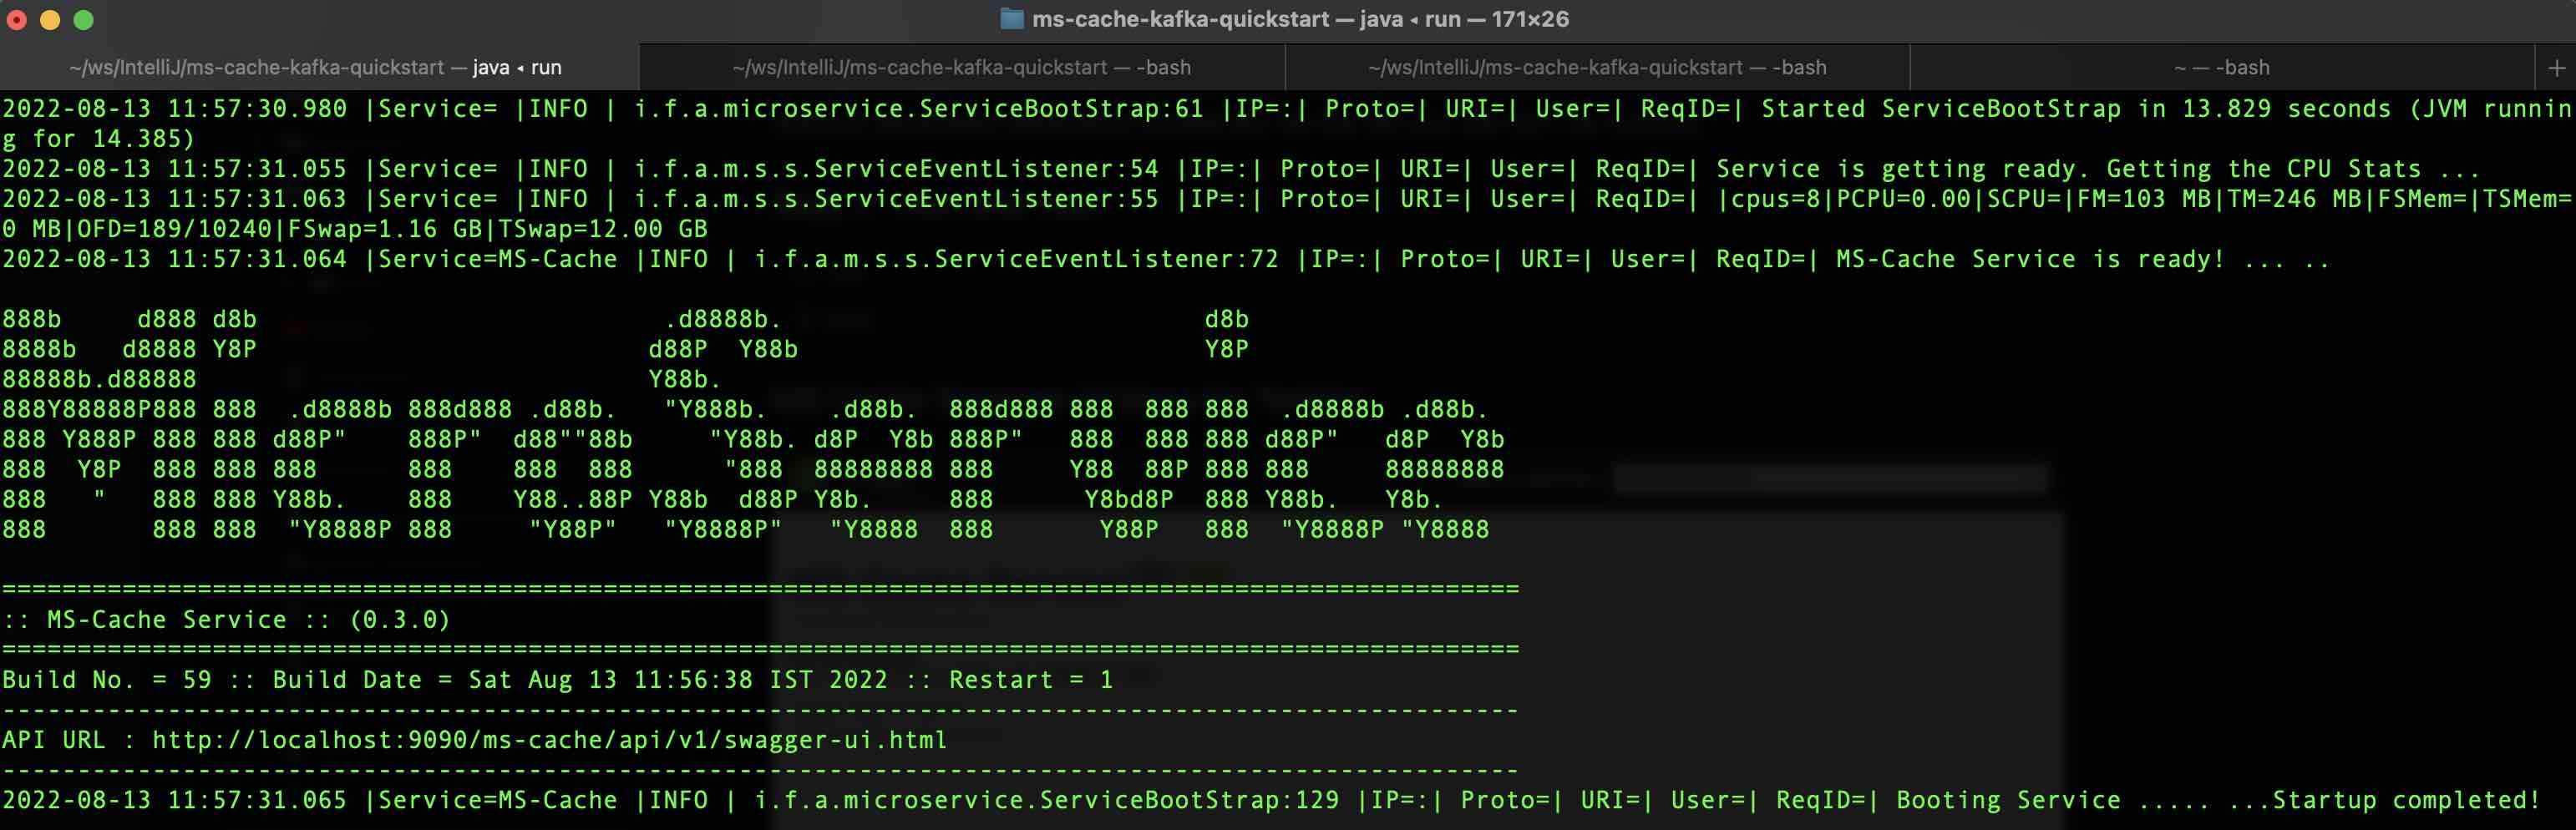 ms-cache-kafka-quickstart — java ◂ run — 171×26
~/ws/IntelliJ/ms-cache-kafka-quickstart — java ◂ run
~/ws/IntelliJ/ms-cache-kafka-quickstart — -bash
~/ws/IntelliJ/ms-cache-kafka-quickstart — -bash
~ — -bash
+
2022-08-13 11:57:30.980 |Service= |INFO | i.f.a.microservice.ServiceBootStrap:61 |IP=:| Proto=| URI=| User=| ReqID=| Started ServiceBootStrap in 13.829 seconds (JVM runnin
g for 14.385)
2022-08-13 11:57:31.055 |Service= |INFO | i.f.a.m.s.s.ServiceEventListener:54 |IP=:| Proto=| URI=| User=| ReqID=| Service is getting ready. Getting the CPU Stats ...
2022-08-13 11:57:31.063 |Service= |INFO | i.f.a.m.s.s.ServiceEventListener:55 |IP=:| Proto=| URI=| User=| ReqID=| |cpus=8|PCPU=0.00|SCPU=|FM=103 MB|TM=246 MB|FSMem=|TSMem=
0 MB|OFD=189/10240|FSwap=1.16 GB|TSwap=12.00 GB
2022-08-13 11:57:31.064 |Service=MS-Cache |INFO | i.f.a.m.s.s.ServiceEventListener:72 |IP=:| Proto=| URI=| User=| ReqID=| MS-Cache Service is ready! ... ..
888b     d888 d8b                           .d8888b.                            d8b
8888b   d8888 Y8P                          d88P  Y88b                           Y8P
88888b.d88888                              Y88b.
888Y88888P888 888  .d8888b 888d888 .d88b.   "Y888b.    .d88b.  888d888 888  888 888  .d8888b .d88b.
888 Y888P 888 888 d88P"    888P"  d88""88b     "Y88b. d8P  Y8b 888P"   888  888 888 d88P"   d8P  Y8b
888  Y8P  888 888 888      888    888  888       "888  88888888 888     Y88  88P 888 888     88888888
888   "   888 888 Y88b.    888    Y88..88P Y88b  d88P Y8b.     888      Y8bd8P  888 Y88b.   Y8b.
888       888 888  "Y8888P 888     "Y88P"   "Y8888P"   "Y8888  888       Y88P   888  "Y8888P "Y8888
=====================================================================================================
:: MS-Cache Service :: (0.3.0)
=====================================================================================================
Build No. = 59 :: Build Date = Sat Aug 13 11:56:38 IST 2022 :: Restart = 1
-----------------------------------------------------------------------------------------------------
API URL : http://localhost:9090/ms-cache/api/v1/swagger-ui.html
-----------------------------------------------------------------------------------------------------
2022-08-13 11:57:31.065 |Service=MS-Cache |INFO | i.f.a.microservice.ServiceBootStrap:129 |IP=:| Proto=| URI=| User=| ReqID=| Booting Service ..... ...Startup completed!